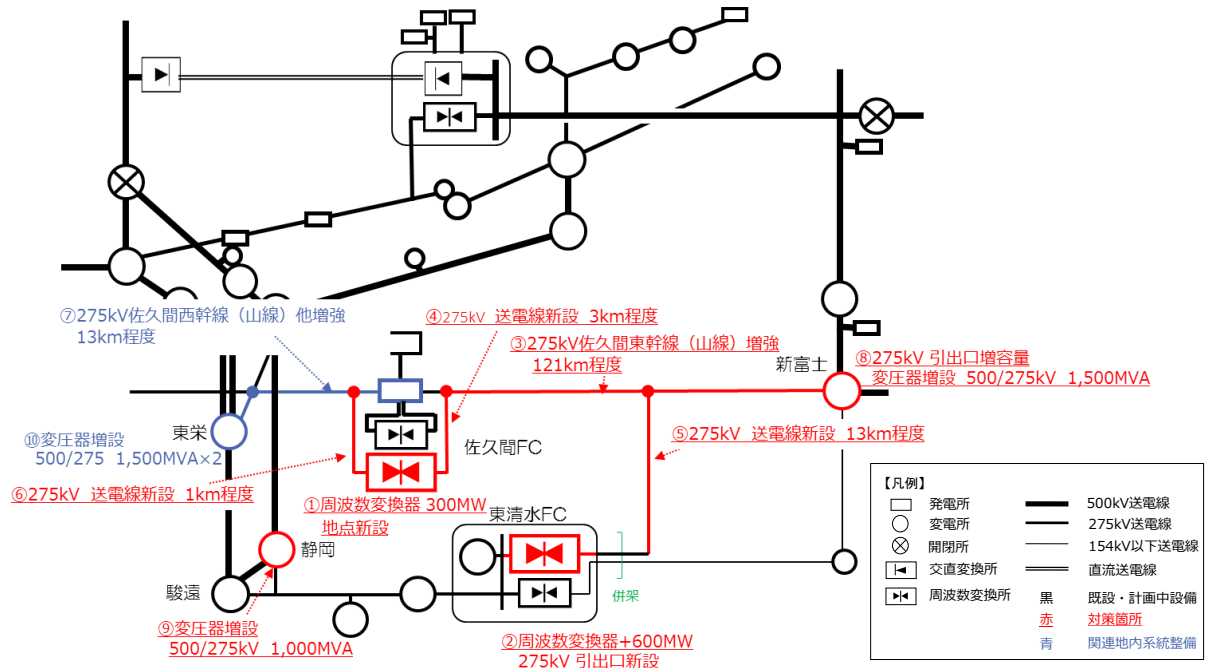 ⑦275kV佐久間西幹線（山線）他増強
13km程度
④275kV 送電線新設 3km程度
③275kV佐久間東幹線（山線）増強
121km程度
新富士
⑧275kV 引出口増容量
変圧器増設 500/275kV 1,500MVA
東栄
⑩変圧器増設
500/275 1,500MVA×2
佐久間FC
⑤275kV 送電線新設 13km程度
⑥275kV 送電線新設 1km程度
①周波数変換器 300MW
地点新設
東清水FC
静岡
駿遠
併架
⑨変圧器増設
500/275kV 1,000MVA
②周波数変換器+600MW
275kV 引出口新設
【凡例】
発電所
500kV送電線
変電所
275kV送電線
開閉所
154kV以下送電線
交直変換所
直流送電線
周波数変換所
黒 既設・計画中設備
赤 対策箇所
青 関連地内系統整備